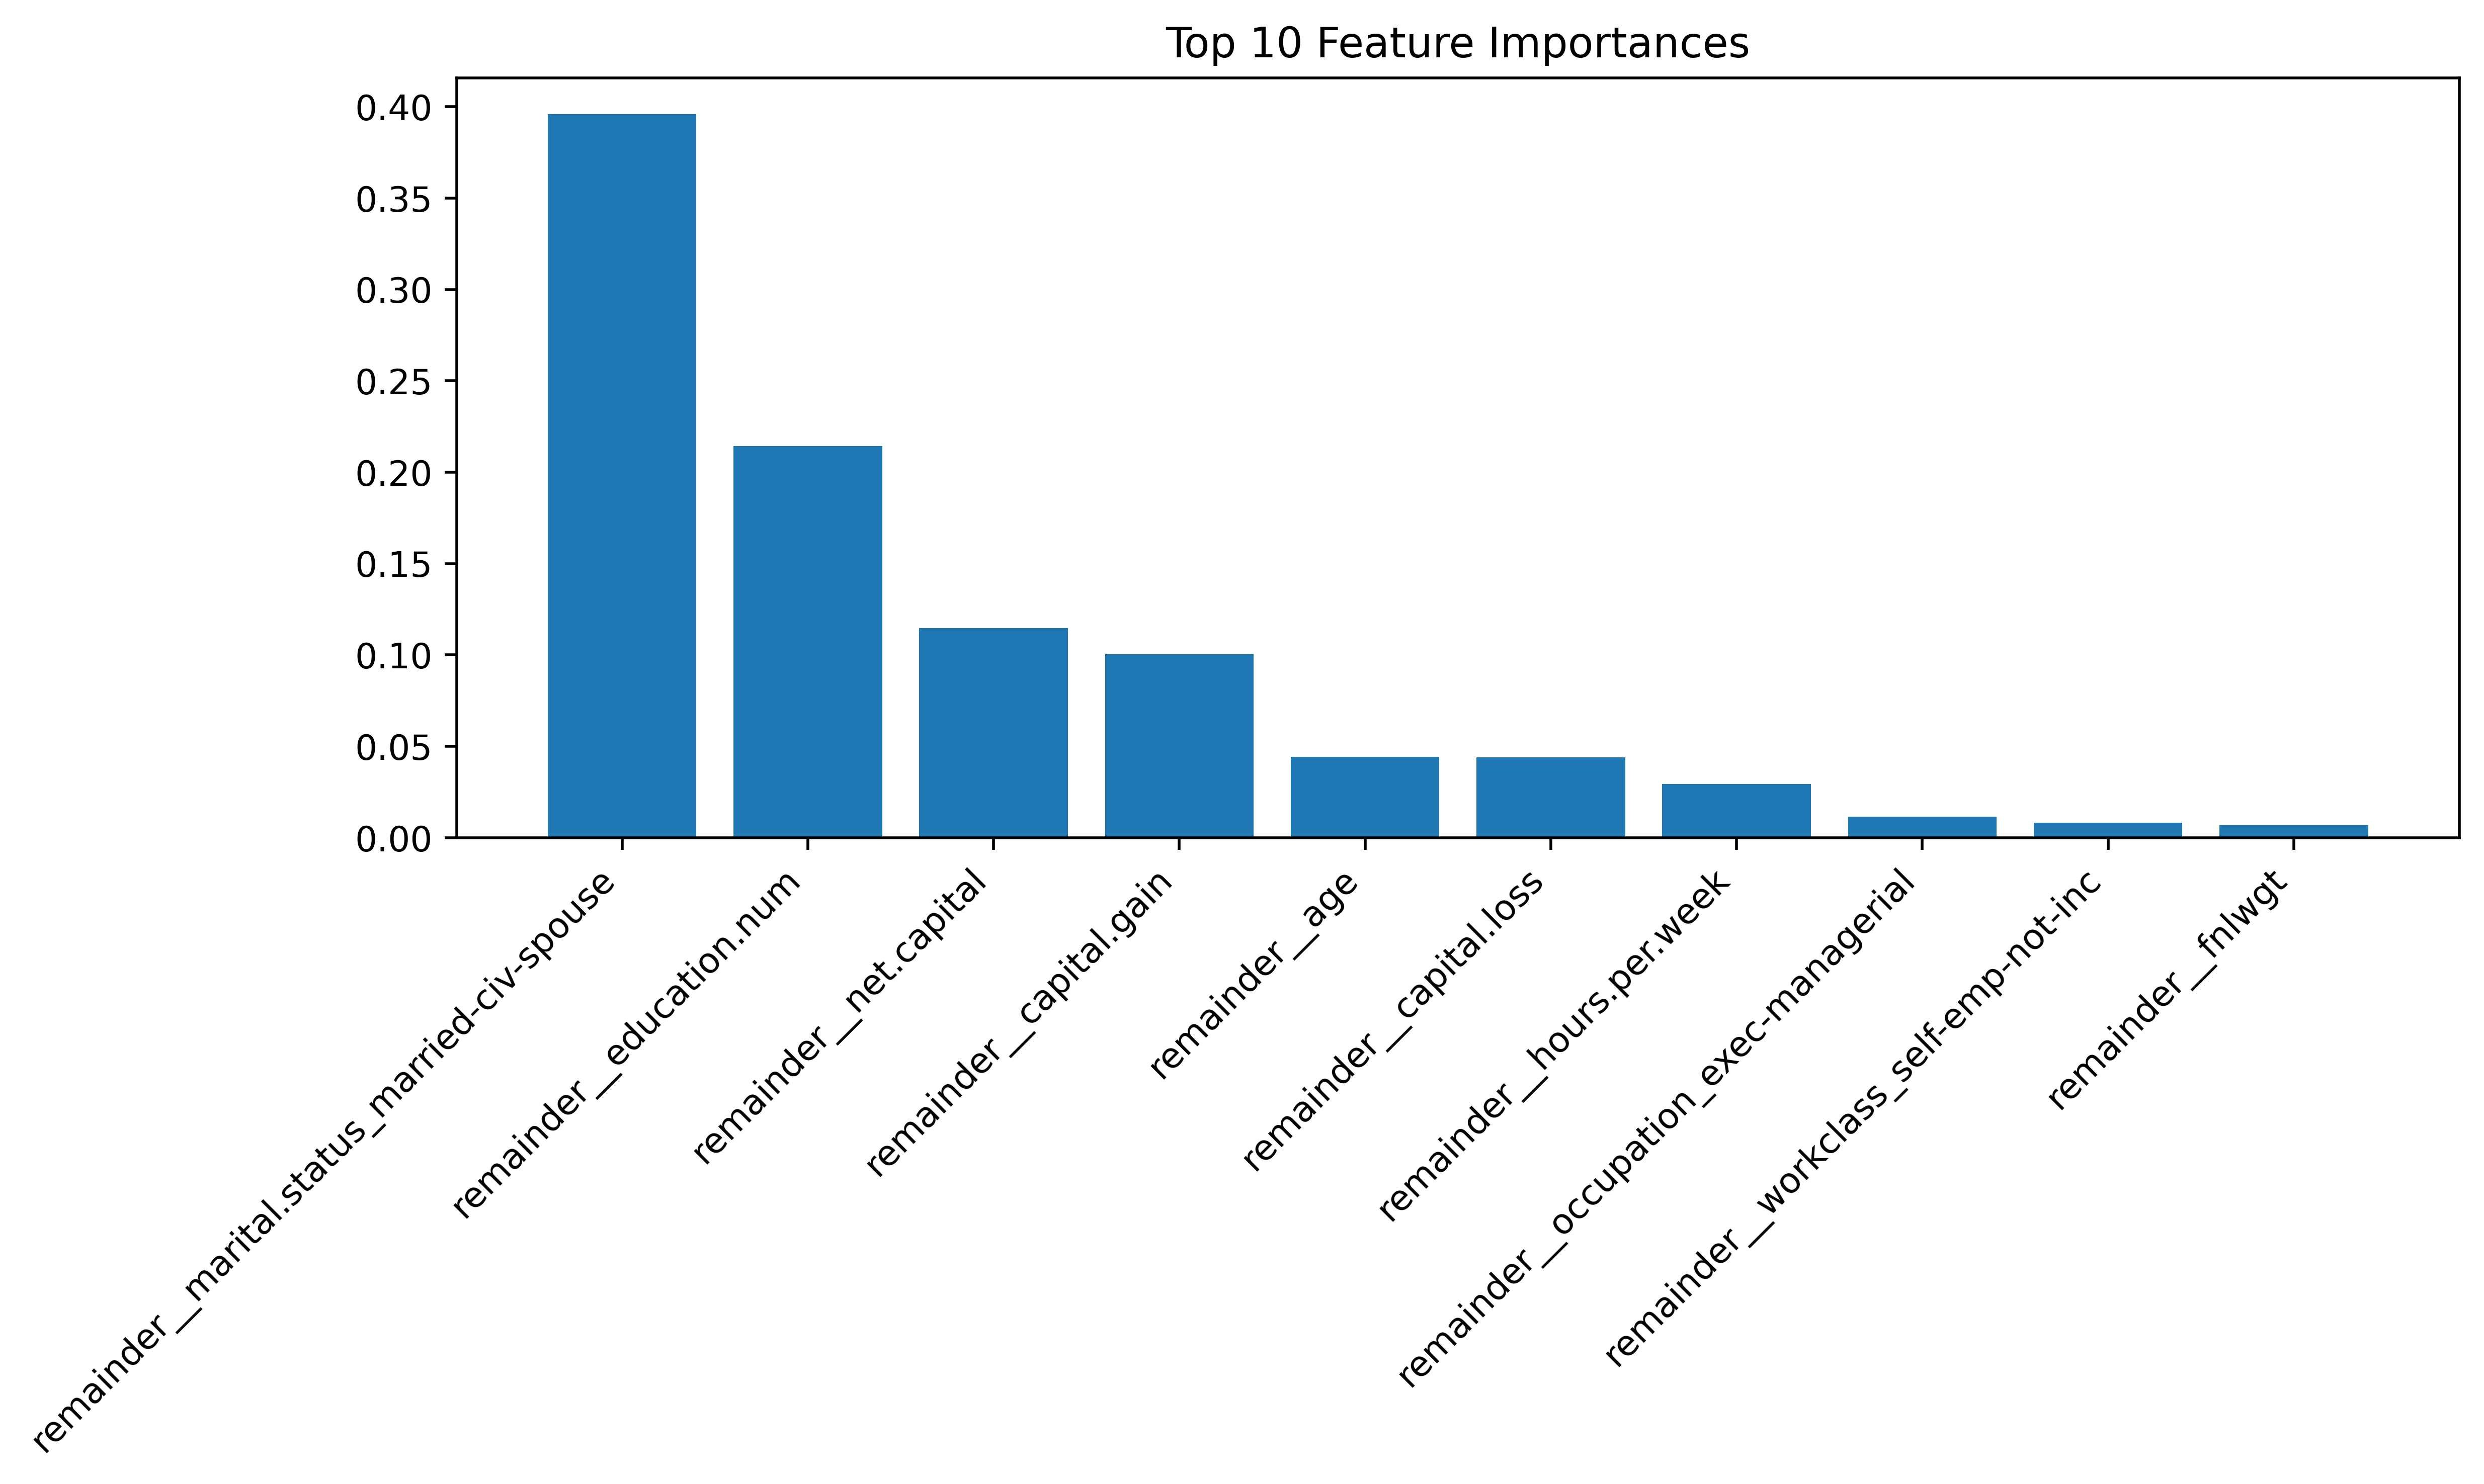 Top 10 Feature Importances
0.40
0.35
0.30
0.25
0.20
0.15
0.10
0.05
0.00
remainder__marital.status_married-civ-spouse
remainder__education.num
remainder__net.capital
remainder__capital.gain
remainder__age
remainder__capital.loss
remainder__hours.per.week
remainder__occupation_exec-managerial
remainder__workclass_self-emp-not-inc
remainder__fnlwgt